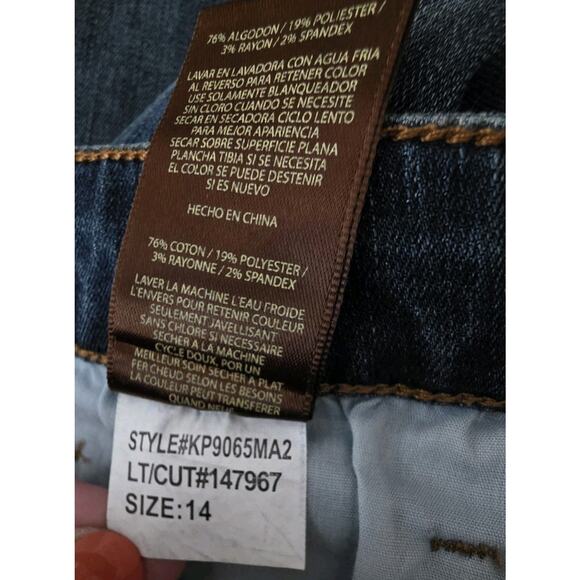 76% ALGODON / 19% POLIESTER /
3% RAYON / 2% SPANDEX
LAVAR EN LAVADORA CON AGUA FRIA
AL REVERSO PARA RETENER COLOR
USE SOLAMENTE BLANQUEADOR
SIN CLORO CUANDO SE NECESITE
SECAR EN SECADORA CICLO LENTO
PARA MEJOR APARIENCIA
SECAR SOBRE SUPERFICIE PLANA
PLANCHA TIBIA SI SE NECESITA
EL COLOR SE PUEDE DESTENIR
SI ES NUEVO
HECHO EN CHINA
76% COTON / 19% POLYESTER /
3% RAYONNE / 2% SPANDEX
LAVER LA MACHINE L'EAU FROIDE
L'ENVERS POUR RETENIR COULEUR
SEULEMENT JAVELLISANT
SANS CHLORE SI NECESSAIRE
SECHER A LA MACHINE
CYCLE DOUX, POR UN
MEILLEUR SOIN SECHER A PLAT
FER CHEUD SELON LES BESOINS
LA COULEUR PEUT TRANSFERER
QUAND
STYLE#KP9065MA2
LT/CUT#147967
SIZE:14